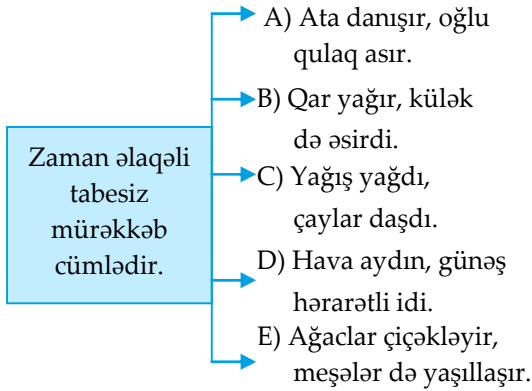 Zaman əlaqəli
tabesiz
mürəkkəb
cümlədir.
A) Ata danışır, oğlu
qulaq asır.
B) Qar yağır, külək
də əsirdi.
C) Yağış yağdı,
çaylar daşdı.
D) Hava aydın, günəş
hərarətli idi.
E) Ağaclar çiçəkləyir,
meşələr də yaşıllaşır.